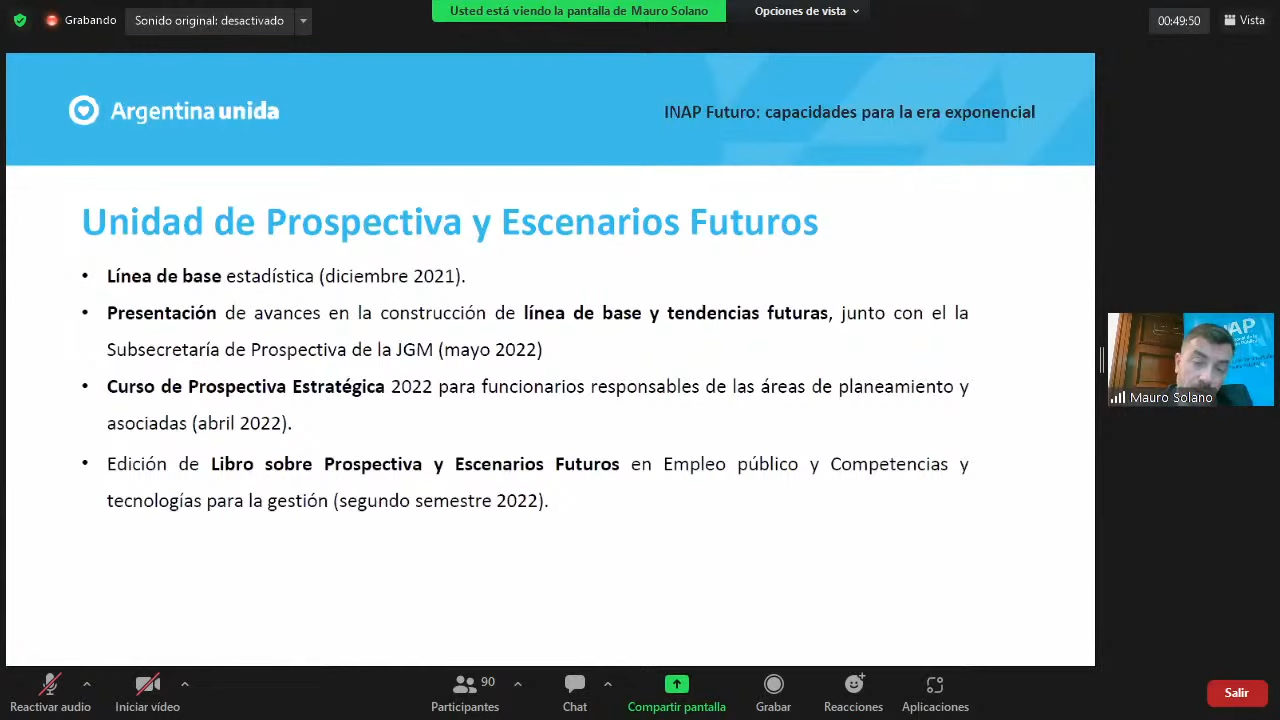 Grabando
Sonido original: desactivado
Usted está viendo la pantalla de Mauro Solano
Opciones de vista
00:49:50
Vista
Argentina unida
INAP Futuro: capacidades para la era exponencial
Unidad de Prospectiva y Escenarios Futuros
• Línea de base estadística (diciembre 2021).
• Presentación de avances en la construcción de línea de base y tendencias futuras, junto con el la
Subsecretaría de Prospectiva de la JGM (mayo 2022)
• Curso de Prospectiva Estratégica 2022 para funcionarios responsables de las áreas de planeamiento y
asociadas (abril 2022).
• Edición de Libro sobre Prospectiva y Escenarios Futuros en Empleo público y Competencias y
tecnologías para la gestión (segundo semestre 2022).
Mauro Solano
Reactivar audio
Iniciar vídeo
90
Participantes
Chat
Compartir pantalla
Grabar
Reacciones
Aplicaciones
Salir